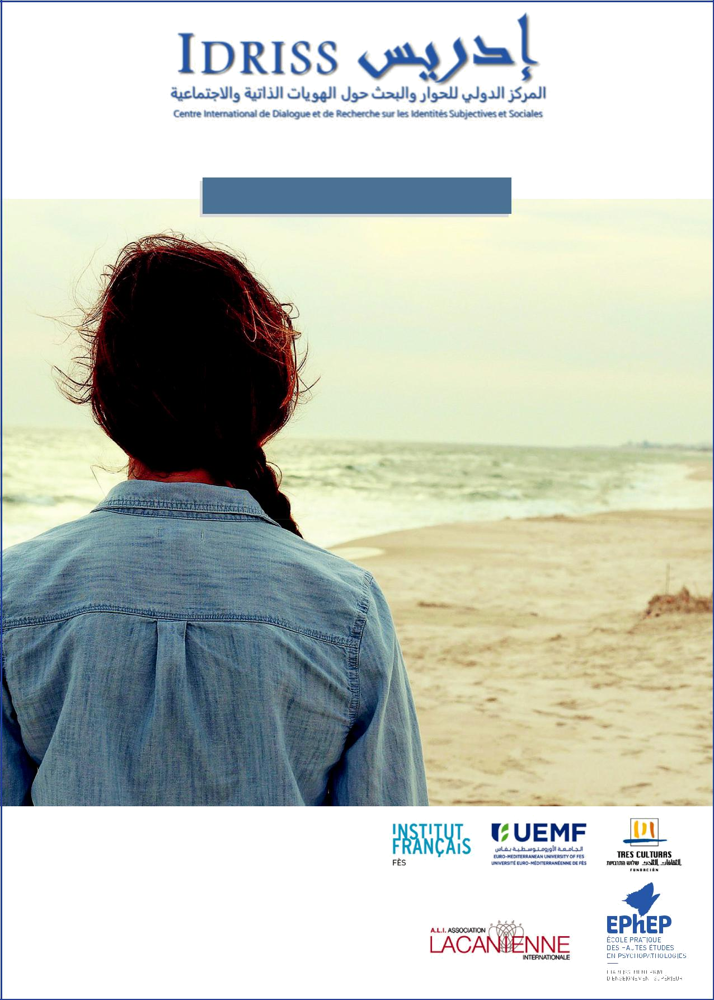 IDRISS إدريس
المركز الدولي للحوار والبحث حول الهويات الذاتية والاجتماعية
Centre International de Dialogue et de Recherche sur les Identités Subjectives et Sociales
INSTITUT
FRANÇAIS
FÈS
UEMF
الجامعة الأورومتوسطية بفاس
EURO-MEDITERRANEAN UNIVERSITY OF FES
UNIVERSITÉ EURO-MÉDITERRANÉENNE DE FÈS
TRES CULTURAS
الثقافات الثلاث שלוש התרבויות
FUNDACIÓN
a b c d e
A.L.I. ASSOCIATION
LACANIENNE
INTERNATIONALE
EPhEP
ÉCOLE PRATIQUE
DES HAUTES ÉTUDES
EN PSYCHOPATHOLOGIES
ÉTABLISSEMENT PRIVÉ
D'ENSEIGNEMENT SUPÉRIEUR